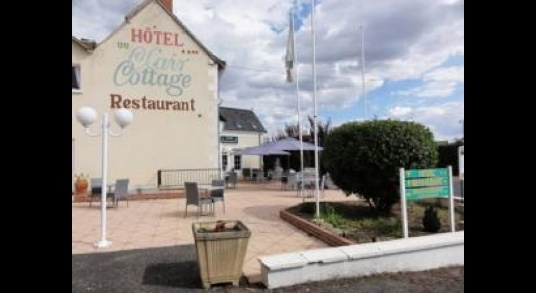 HÔTEL
DU
Clair
Cottage
Restaurant